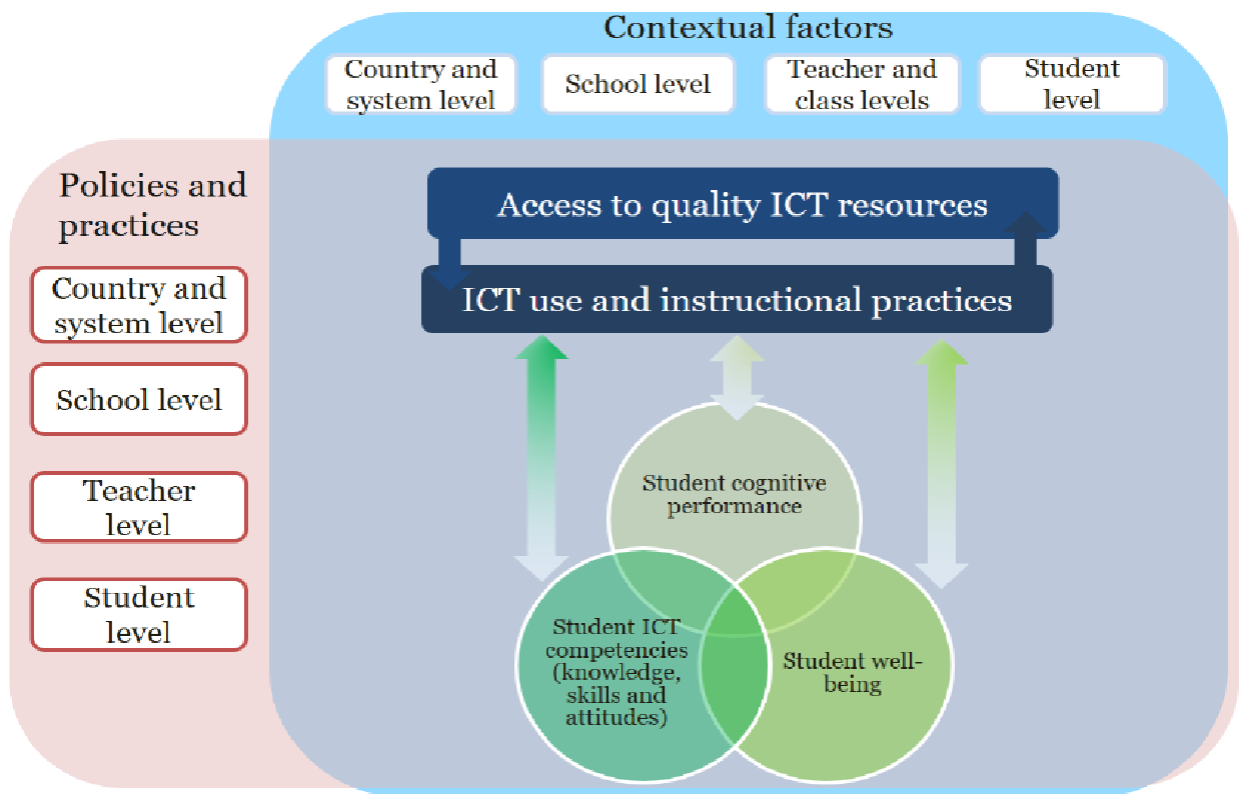 Contextual factors
Country and
system level
School level
Teacher and
class levels
Student
level
Policies and
practices
Country and
system level
School level
Teacher
level
Student
level
Access to quality ICT resources
ICT use and instructional practices
Student cognitive
performance
Student ICT
competencies
(knowledge,
skills and
attitudes)
Student well-
being